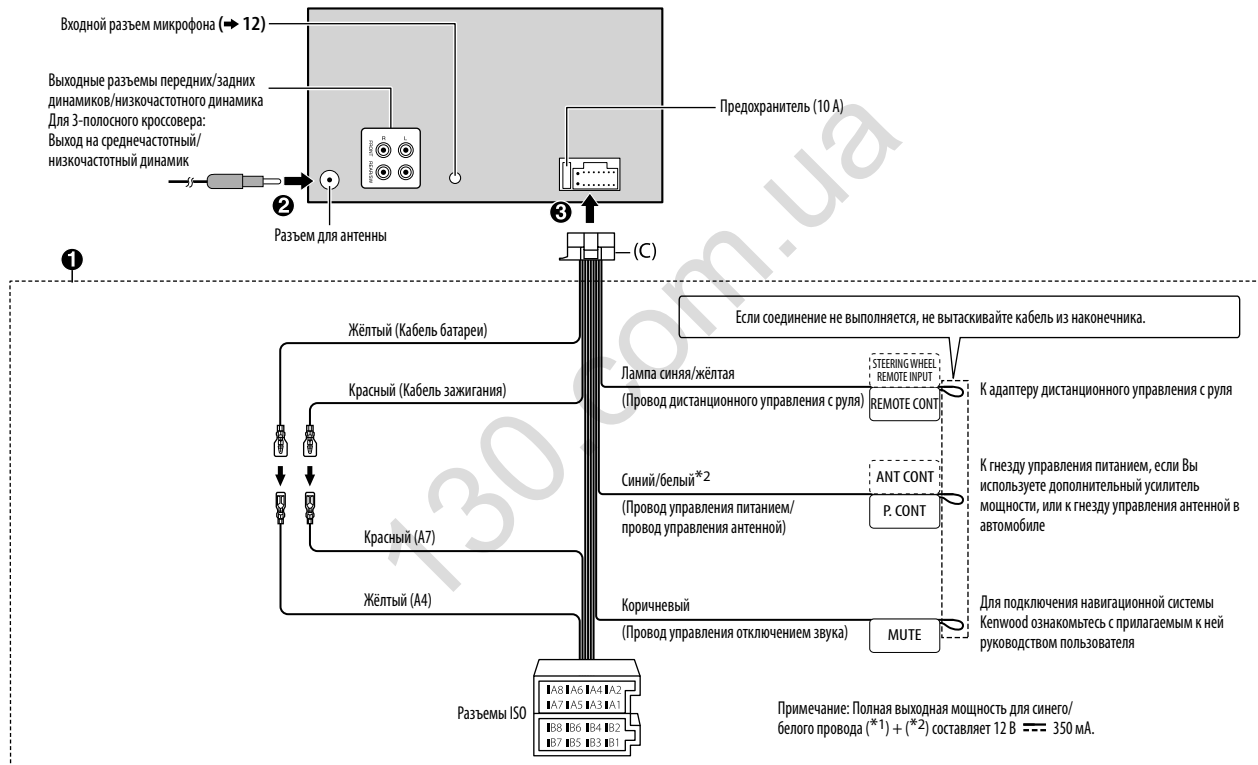 Входной разъем микрофона (➜ 12)
Выходные разъемы передних/задних
динамиков/низкочастотного динамика
Для 3-полосного кроссовера:
Выход на среднечастотный/
низкочастотный динамик
R L
FRONT
REAR/SW
Предохранитель (10 A)
❷
❸
Разъем для антенны
(C)
❶
Если соединение не выполняется, не вытаскивайте кабель из наконечника.
Жёлтый (Кабель батареи)
Красный (Кабель зажигания)
Лампа синяя/жёлтая
(Провод дистанционного управления с руля)
STEERING WHEEL
REMOTE INPUT
REMOTE CONT
К адаптеру дистанционного управления с руля
Синий/белый*2
(Провод управления питанием/
провод управления антенной)
ANT CONT
P. CONT
К гнезду управления питанием, если Вы
используете дополнительный усилитель
мощности, или к гнезду управления антенной в
автомобиле
Красный (A7)
Жёлтый (A4)
Коричневый
(Провод управления отключением звука)
MUTE
Для подключения навигационной системы
Kenwood ознакомьтесь с прилагаемым к ней
руководством пользователя
Разъемы ISO
A8 A6 A4 A2
A7 A5 A3 A1
B8 B6 B4 B2
B7 B5 B3 B1
Примечание: Полная выходная мощность для синего/
белого провода (*1) + (*2) составляет 12 В ⎓ 350 мА.
130.com.ua